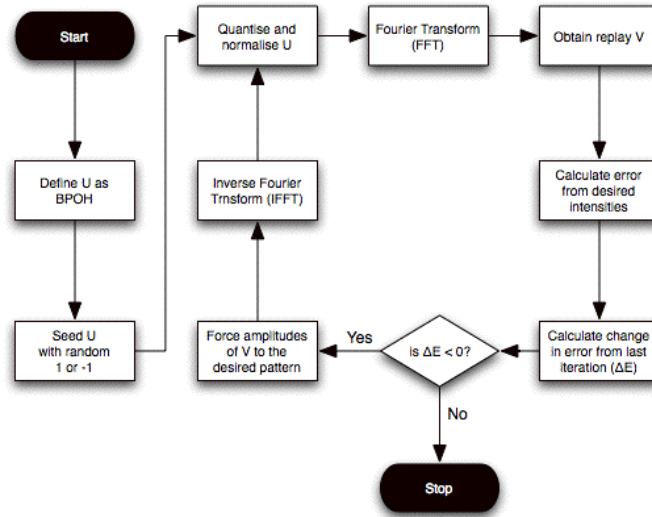 Start
Define U as
BPOH
Seed U
with random
1 or -1
Quantise and
normalise U
Fourier Transform
(FFT)
Obtain replay V
Calculate error
from desired
intensities
Calculate change
in error from last
iteration (ΔE)
is ΔE < 0?
Yes
Force amplitudes
of V to the
desired pattern
Inverse Fourier
Trnsform (IFFT)
No
Stop